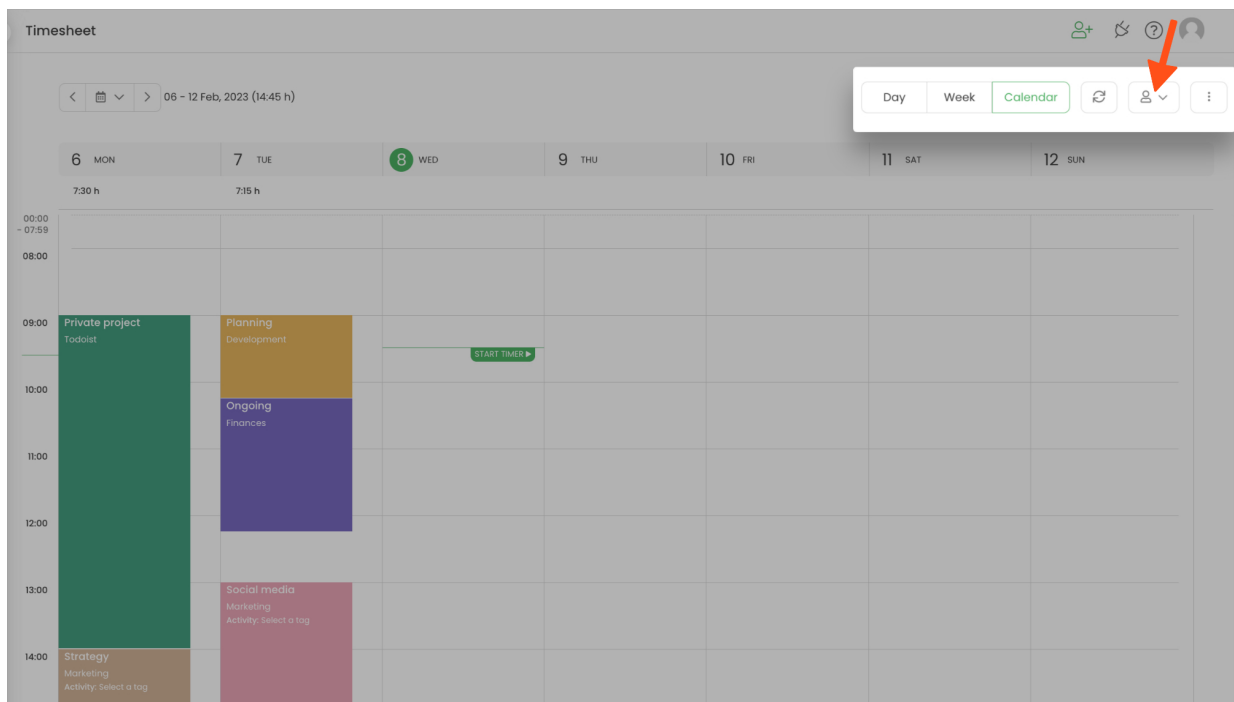 Timesheet
06 - 12 Feb, 2023 (14:45 h)
Day Week Calendar
6 MON 7 TUE 8 WED 9 THU 10 FRI 11 SAT 12 SUN
7:30 h 7:15 h
00:00
- 07:59
08:00
09:00 Private project Planning
Todoist Development
START TIMER
10:00
Ongoing
Finances
11:00
12:00
13:00 Social media
Marketing
Activity: Select a tag
14:00 Strategy
Marketing
Activity: Select a tag